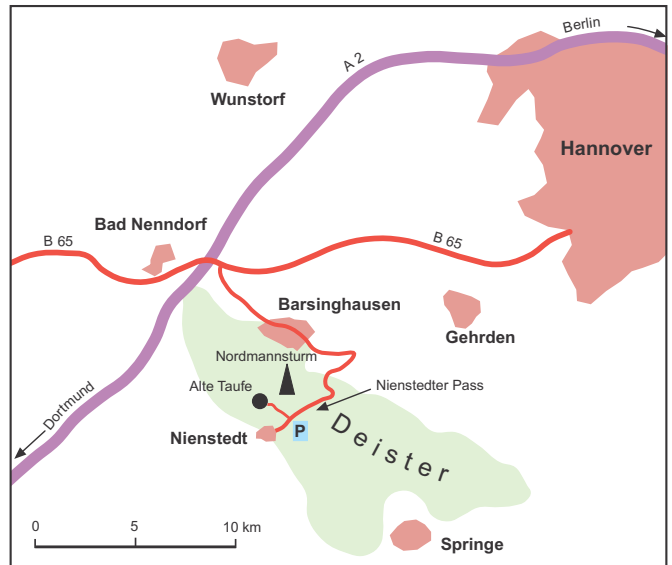 Berlin
A 2
Wunstorf
Hannover
Bad Nenndorf
B 65
B 65
Barsinghausen
Gehrden
Nordmannsturm
Alte Taufe
Nienstedter Pass
Dortmund
Nienstedt
P
Deister
0 5 10 km
Springe